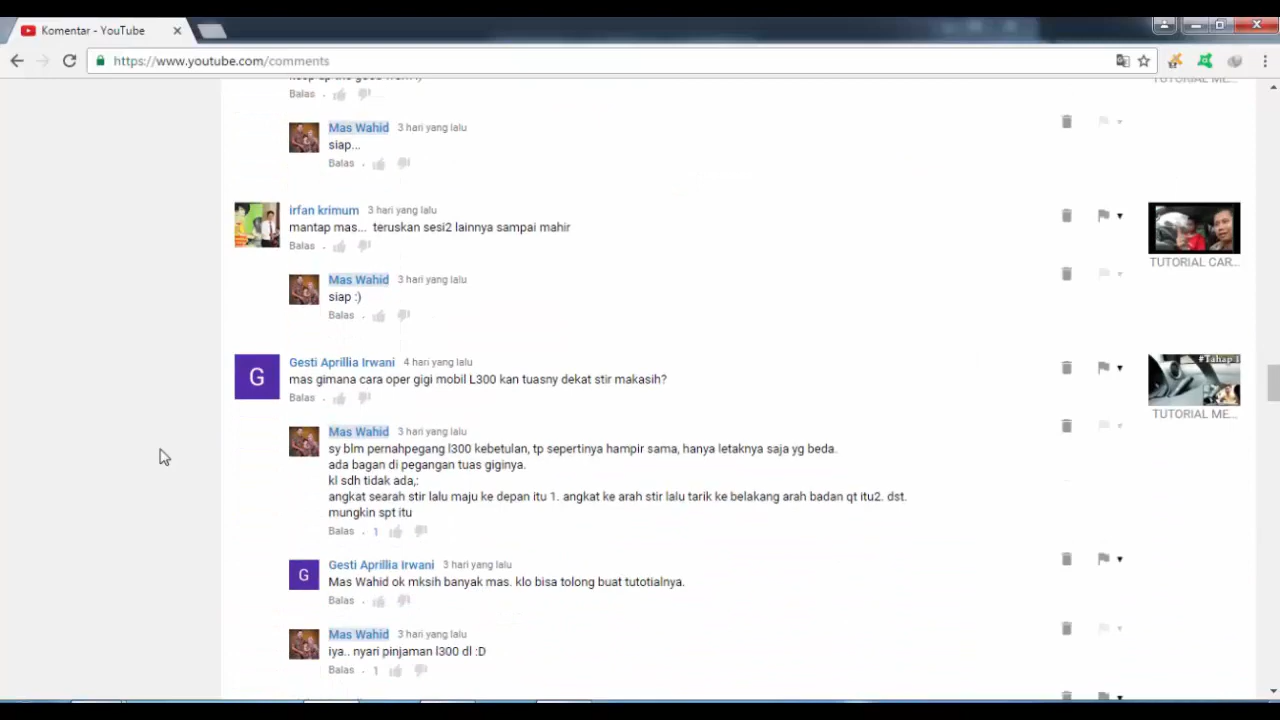 Komentar - YouTube
https://www.youtube.com/comments
Balas .
TUTORIAL ME...
Mas Wahid 3 hari yang lalu
siap...
Balas .
irfan krimum 3 hari yang lalu
mantap mas... teruskan sesi2 lainnya sampai mahir
Balas .
TUTORIAL CAR...
Mas Wahid 3 hari yang lalu
siap :)
Balas .
G
Gesti Aprillia Irwani 4 hari yang lalu
mas gimana cara oper gigi mobil L300 kan tuasny dekat stir makasih?
Balas .
#Tahap 1
TUTORIAL ME...
Mas Wahid 3 hari yang lalu
sy blm pernahpegang l300 kebetulan, tp sepertinya hampir sama, hanya letaknya saja yg beda.
ada bagan di pegangan tuas giginya.
kl sdh tidak ada,:
angkat searah stir lalu maju ke depan itu 1. angkat ke arah stir lalu tarik ke belakang arah badan qt itu2. dst.
mungkin spt itu
Balas . 1
G
Gesti Aprillia Irwani 3 hari yang lalu
Mas Wahid ok mksih banyak mas. klo bisa tolong buat tutotialnya.
Balas .
Mas Wahid 3 hari yang lalu
iya.. nyari pinjaman l300 dl :D
Balas . 1